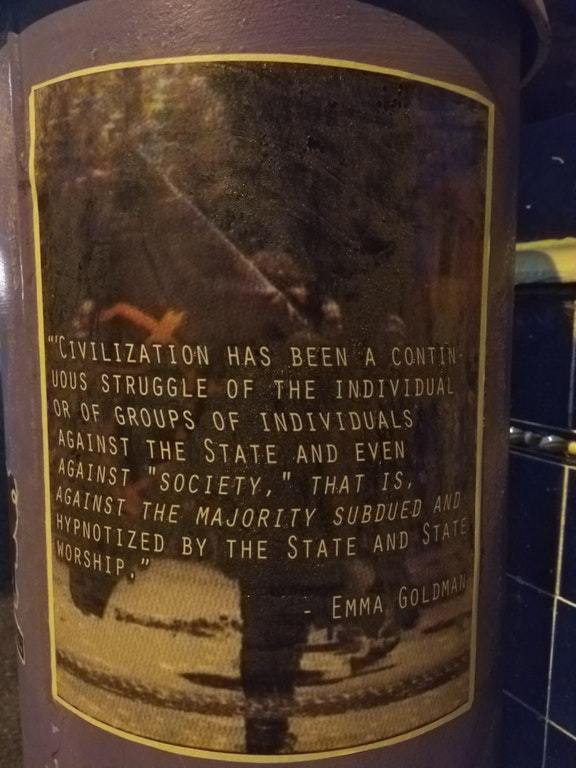 "'CIVILIZATION HAS BEEN A CONTIN-
UOUS STRUGGLE OF THE INDIVIDUAL
OR OF GROUPS OF INDIVIDUALS
AGAINST THE STATE AND EVEN
AGAINST "SOCIETY," THAT IS,
AGAINST THE MAJORITY SUBDUED AND
HYPNOTIZED BY THE STATE AND STATE
WORSHIP."
- EMMA GOLDMAN